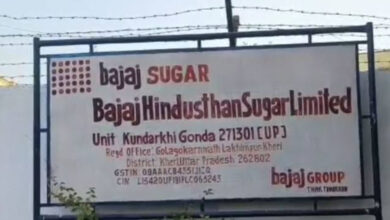 bajaj SUGAR
Bajaj Hindusthan Sugar Limited
Unit Kundarkhi Gonda 271301 [UP]
Regd Office: Golagokarnnath Lakhimpur Kheri
District Kheri Uttar Pradesh 262802
GSTIN
CIN
bajaj GROUP